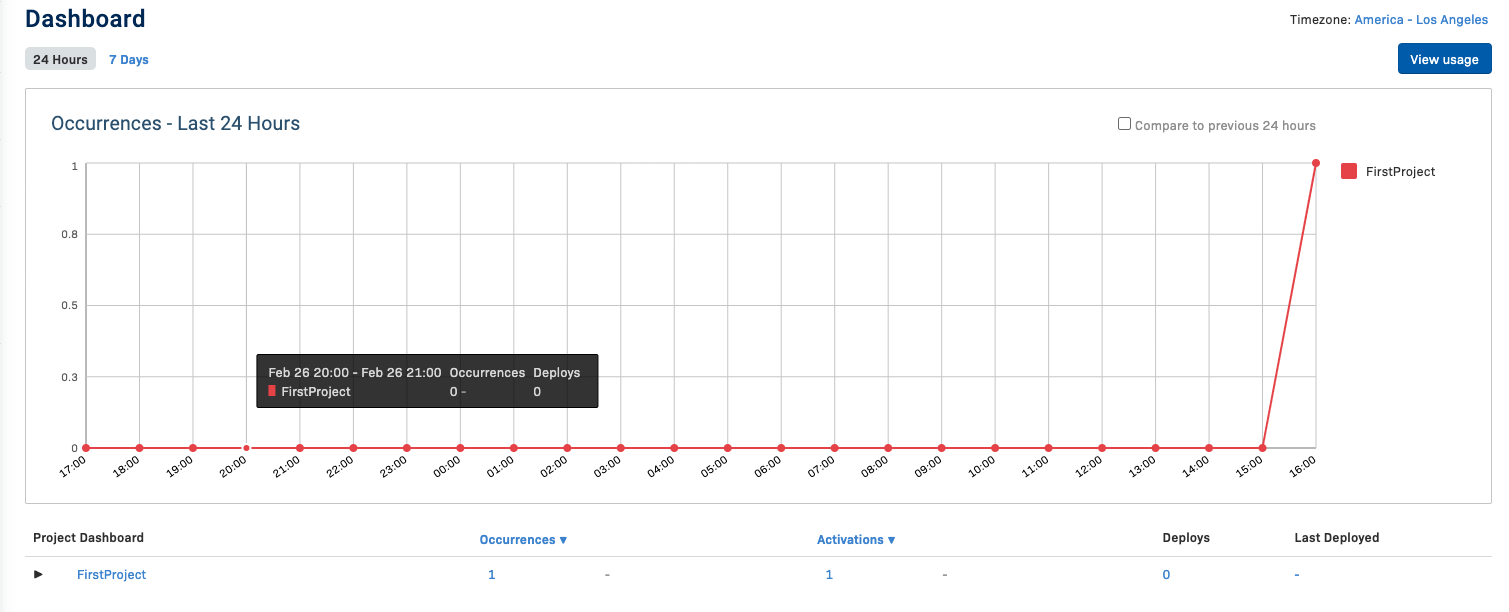 Dashboard
Timezone: America - Los Angeles
24 Hours 7 Days
View usage
Occurrences - Last 24 Hours
Compare to previous 24 hours
FirstProject
1
0.8
0.5
0.3
0
Feb 26 20:00 - Feb 26 21:00 Occurrences Deploys
FirstProject 0 - 0
17:00 18:00 19:00 20:00 21:00 22:00 23:00 00:00 01:00 02:00 03:00 04:00 05:00 06:00 07:00 08:00 09:00 10:00 11:00 12:00 13:00 14:00 15:00 16:00
Project Dashboard Occurrences ▼ Activations ▼ Deploys Last Deployed
▶ FirstProject 1 - 1 - 0 -